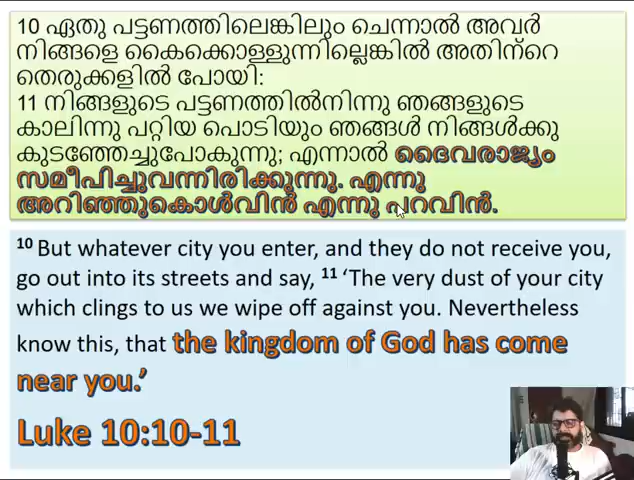 10 ഏതു പട്ടണത്തിലെങ്കിലും ചെന്നാൽ അവർ
നിങ്ങളെ കൈക്കൊള്ളുന്നില്ലെങ്കിൽ അതിന്റെ
തെരുക്കളിൽ പോയി:
11 നിങ്ങളുടെ പട്ടണത്തിൽനിന്നു ഞങ്ങളുടെ
കാലിന്നു പറ്റിയ പൊടിയും ഞങ്ങൾ നിങ്ങൾക്കു
കുടഞ്ഞേച്ചുപോകുന്നു; എന്നാൽ ദൈവരാജ്യം
സമീപിച്ചുവന്നിരിക്കുന്നു. എന്നു
അറിഞ്ഞുകൊൾവിൻ എന്നു പറവിൻ.
10 But whatever city you enter, and they do not receive you,
go out into its streets and say, 11 ‘The very dust of your city
which clings to us we wipe off against you. Nevertheless
know this, that the kingdom of God has come
near you.’
Luke 10:10-11